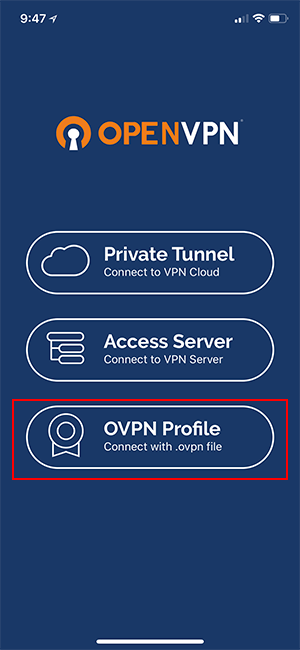 9:47
OPENVPN
Private Tunnel
Connect to VPN Cloud
Access Server
Connect to VPN Server
OVPN Profile
Connect with .ovpn file